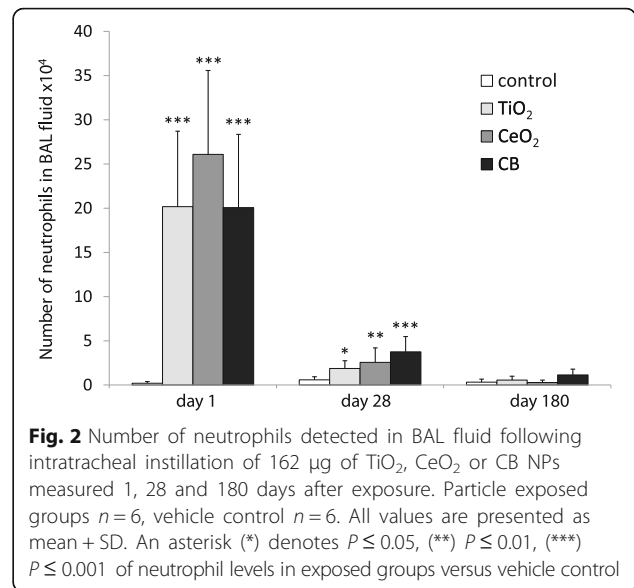 40
35
30
25
20
15
10
5
0
Number of neutrophils in BAL fluid x10⁴
***
***
***
*
**
***
control
TiO₂
CeO₂
CB
day 1
day 28
day 180
Fig. 2 Number of neutrophils detected in BAL fluid following
intratracheal instillation of 162 μg of TiO₂, CeO₂ or CB NPs
measured 1, 28 and 180 days after exposure. Particle exposed
groups n = 6, vehicle control n = 6. All values are presented as
mean + SD. An asterisk (*) denotes P ≤ 0.05, (**) P ≤ 0.01, (***)
P ≤ 0.001 of neutrophil levels in exposed groups versus vehicle control